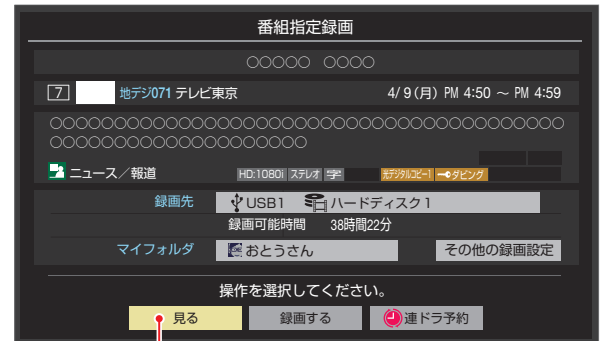 番組指定録画
○○○○○ ○○○○
7 地デジ071 テレビ東京 4/ 9(月) PM 4:50 ～ PM 4:59
○○○○○○○○○○○○○○○○○○○○○○○○○○○○○○○○○○○○○○○
○○○○○○○○○○○○○○○○○○○○
ニュース／報道 HD:1080i ステレオ 字 光デジタルコピー1 ダビング
録画先 USB1 ハードディスク1
録画可能時間 38時間22分
マイフォルダ おとうさん その他の録画設定
操作を選択してください。
見る 録画する 連ドラ予約